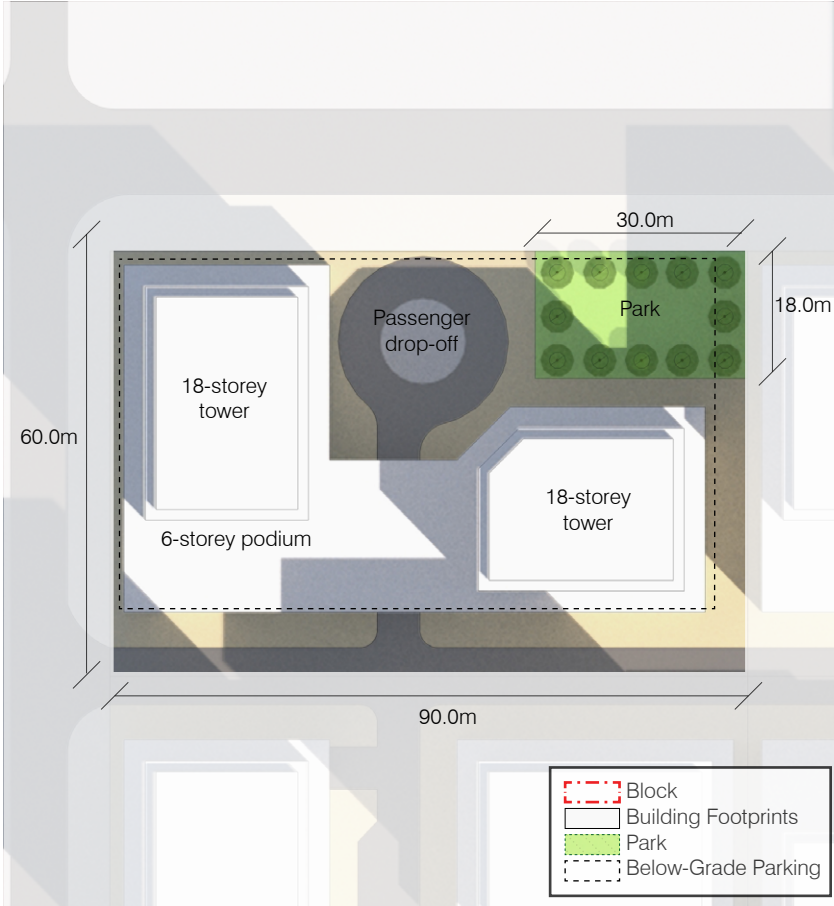 30.0m
18.0m
Park
Passenger
drop-off
18-storey
tower
60.0m
18-storey
tower
6-storey podium
90.0m
Block
Building Footprints
Park
Below-Grade Parking